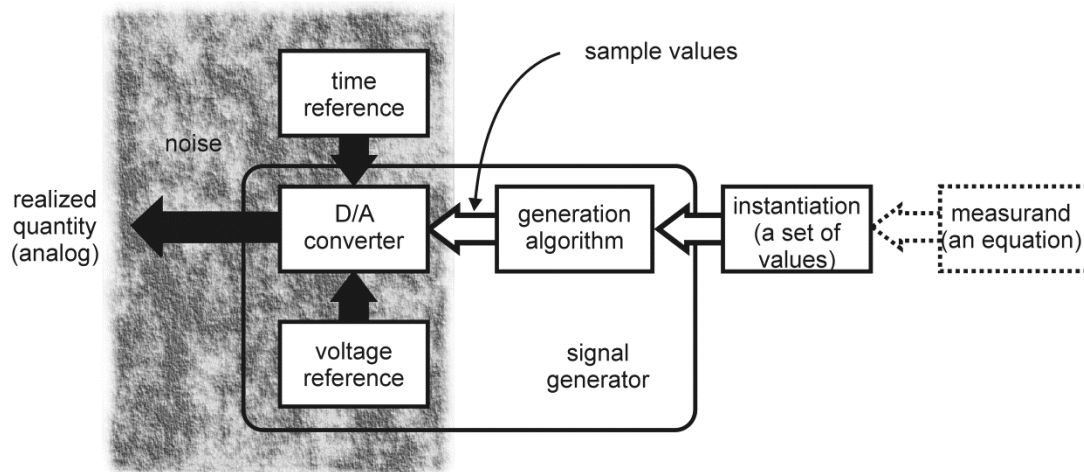 sample values
time
reference
noise
realized
quantity
(analog)
D/A
converter
generation
algorithm
instantiation
(a set of
values)
measurand
(an equation)
voltage
reference
signal
generator